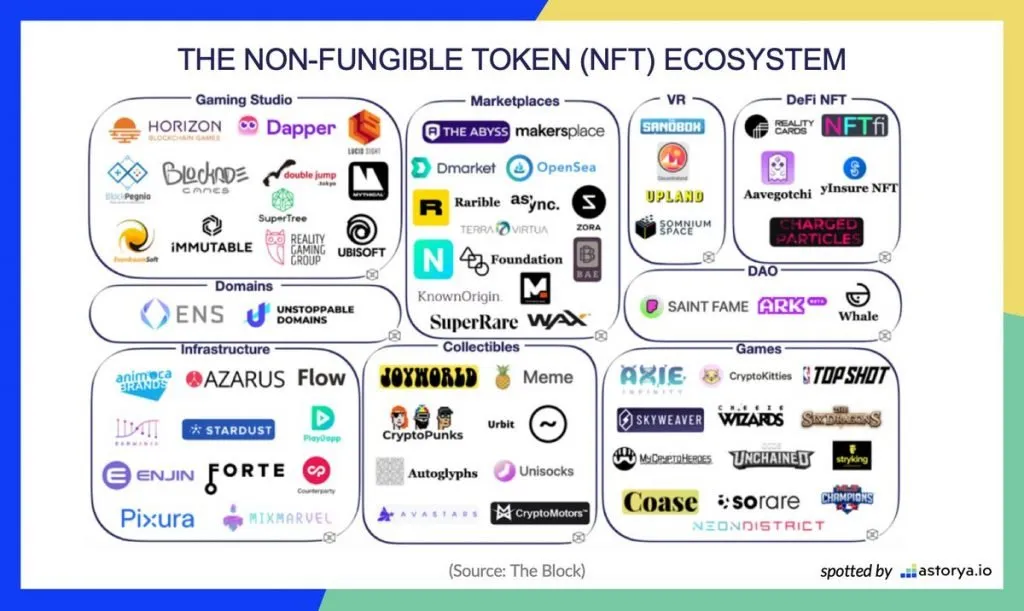 THE NON-FUNGIBLE TOKEN (NFT) ECOSYSTEM
Gaming Studio
HORIZON
BLOCKCHAIN GAMES
Dapper
LUCID SIGHT
BlockPegnio
Blockade
GAMES
double jump
.tokyo
MYTHICAL
SuperTree
EverdreamSoft
iMMUTABLE
REALITY
GAMING
GROUP
UBISOFT
Marketplaces
THE ABYSS
makersplace
Dmarket
OpenSea
R
Rarible
async.
ZORA
TERRA VIRTUA
N
Foundation
BAE
KnownOrigin
M
SuperRare
WAX
VR
SANDBOX
Decentraland
UPLAND
SOMNIUM
SPACE
DeFi NFT
REALITY
CARDS
NFTfi
Aavegotchi
yInsure NFT
CHARGED
PARTICLES
Domains
ENS
UNSTOPPABLE
DOMAINS
DAO
SAINT FAME
ARK
BETA
Whale
Infrastructure
animoca
BRANDS
AZARUS
Flow
STARDUST
PlayDapp
ENJIN
FORTE
Counterparty
Pixura
MIXMARVEL
Collectibles
JOYWORLD
Meme
CryptoPunks
Urbit
Autoglyphs
Unisocks
AVASTARS
CryptoMotors™
Games
AXIE
INFINITY
CryptoKitties
TOP SHOT
SKYWEAVER
CHEEZE
WIZARDS
THE
SIX DRAGONS
MYCRYPTOHEROES
GODS
UNCHAINED
stryking
Coase
sorare
CHAMPIONS
NEONDISTRICT
(Source: The Block)
spotted by astorya.io